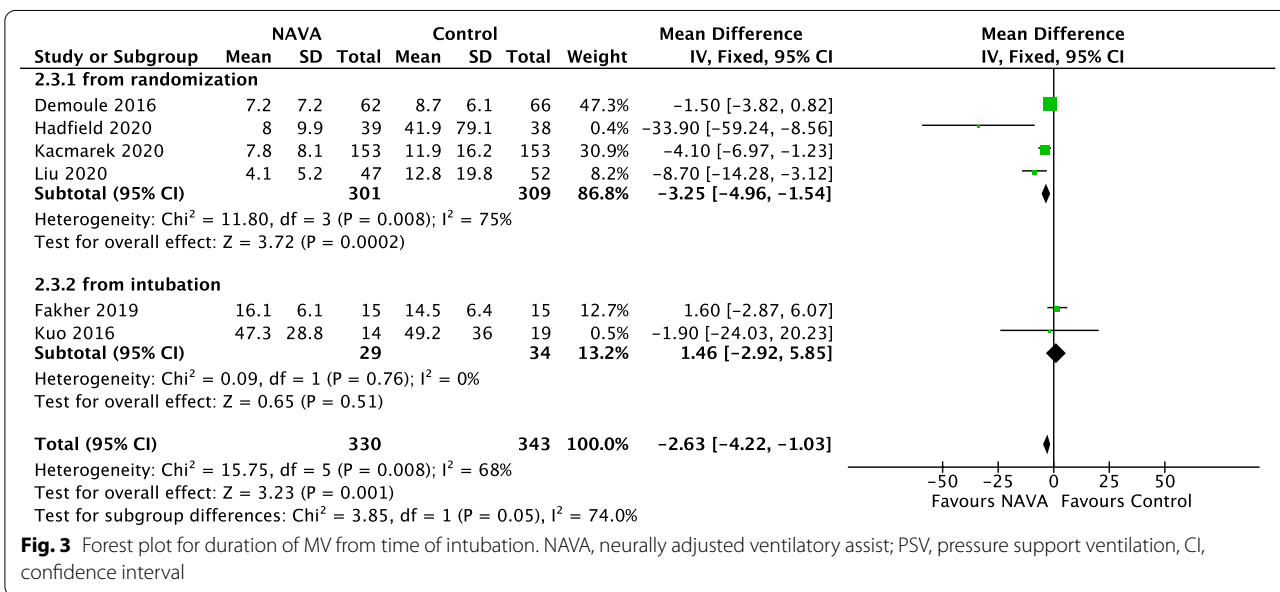 NAVA Control Mean Difference Mean Difference
Study or Subgroup Mean SD Total Mean SD Total Weight IV, Fixed, 95% CI IV, Fixed, 95% CI
2.3.1 from randomization
Demoule 2016 7.2 7.2 62 8.7 6.1 66 47.3% −1.50 [−3.82, 0.82]
Hadfield 2020 8 9.9 39 41.9 79.1 38 0.4% −33.90 [−59.24, −8.56]
Kacmarek 2020 7.8 8.1 153 11.9 16.2 153 30.9% −4.10 [−6.97, −1.23]
Liu 2020 4.1 5.2 47 12.8 19.8 52 8.2% −8.70 [−14.28, −3.12]
Subtotal (95% CI) 301 309 86.8% −3.25 [−4.96, −1.54]
Heterogeneity: Chi² = 11.80, df = 3 (P = 0.008); I² = 75%
Test for overall effect: Z = 3.72 (P = 0.0002)
2.3.2 from intubation
Fakher 2019 16.1 6.1 15 14.5 6.4 15 12.7% 1.60 [−2.87, 6.07]
Kuo 2016 47.3 28.8 14 49.2 36 19 0.5% −1.90 [−24.03, 20.23]
Subtotal (95% CI) 29 34 13.2% 1.46 [−2.92, 5.85]
Heterogeneity: Chi² = 0.09, df = 1 (P = 0.76); I² = 0%
Test for overall effect: Z = 0.65 (P = 0.51)
Total (95% CI) 330 343 100.0% −2.63 [−4.22, −1.03]
Heterogeneity: Chi² = 15.75, df = 5 (P = 0.008); I² = 68%
Test for overall effect: Z = 3.23 (P = 0.001)
Test for subgroup differences: Chi² = 3.85, df = 1 (P = 0.05), I² = 74.0%
−50 −25 0 25 50
Favours NAVA Favours Control
Fig. 3 Forest plot for duration of MV from time of intubation. NAVA, neurally adjusted ventilatory assist; PSV, pressure support ventilation, CI,
confidence interval